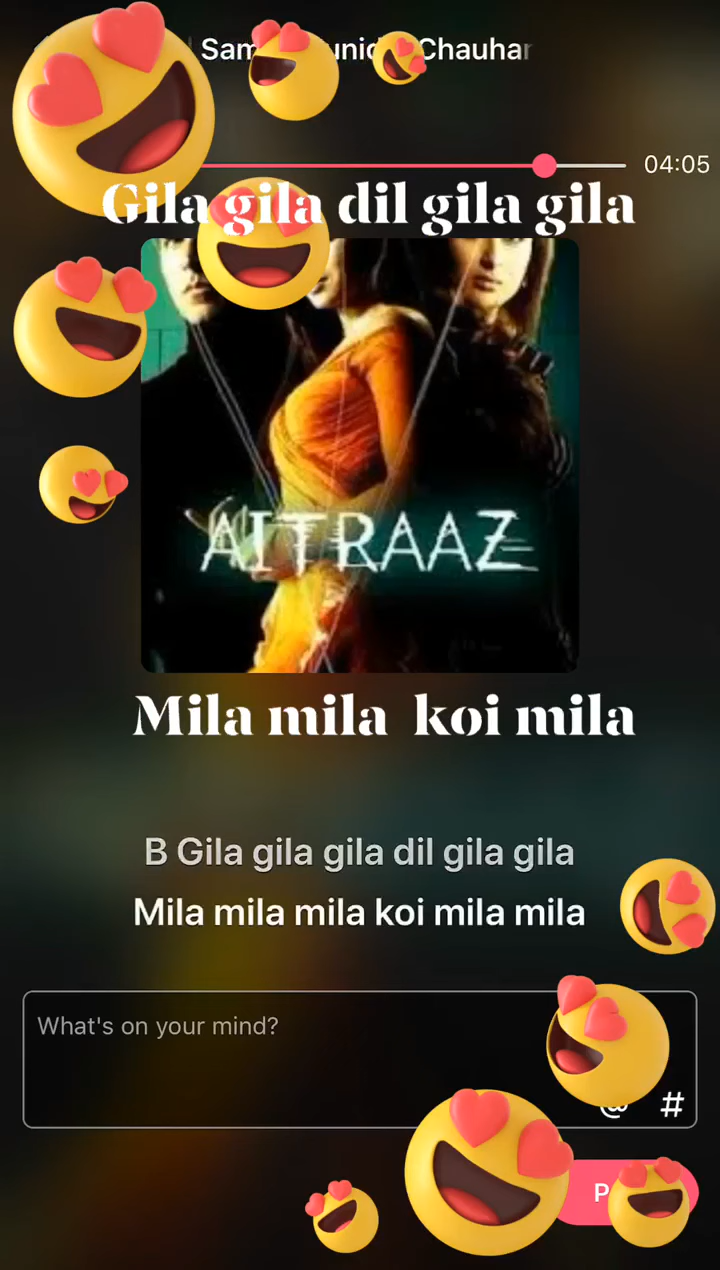 Chauhan
04:05
Gila gila dil gila gila
AITRAAZ
Mila mila koi mila
B Gila gila gila dil gila gila
Mila mila mila koi mila mila
What's on your mind?
@ #